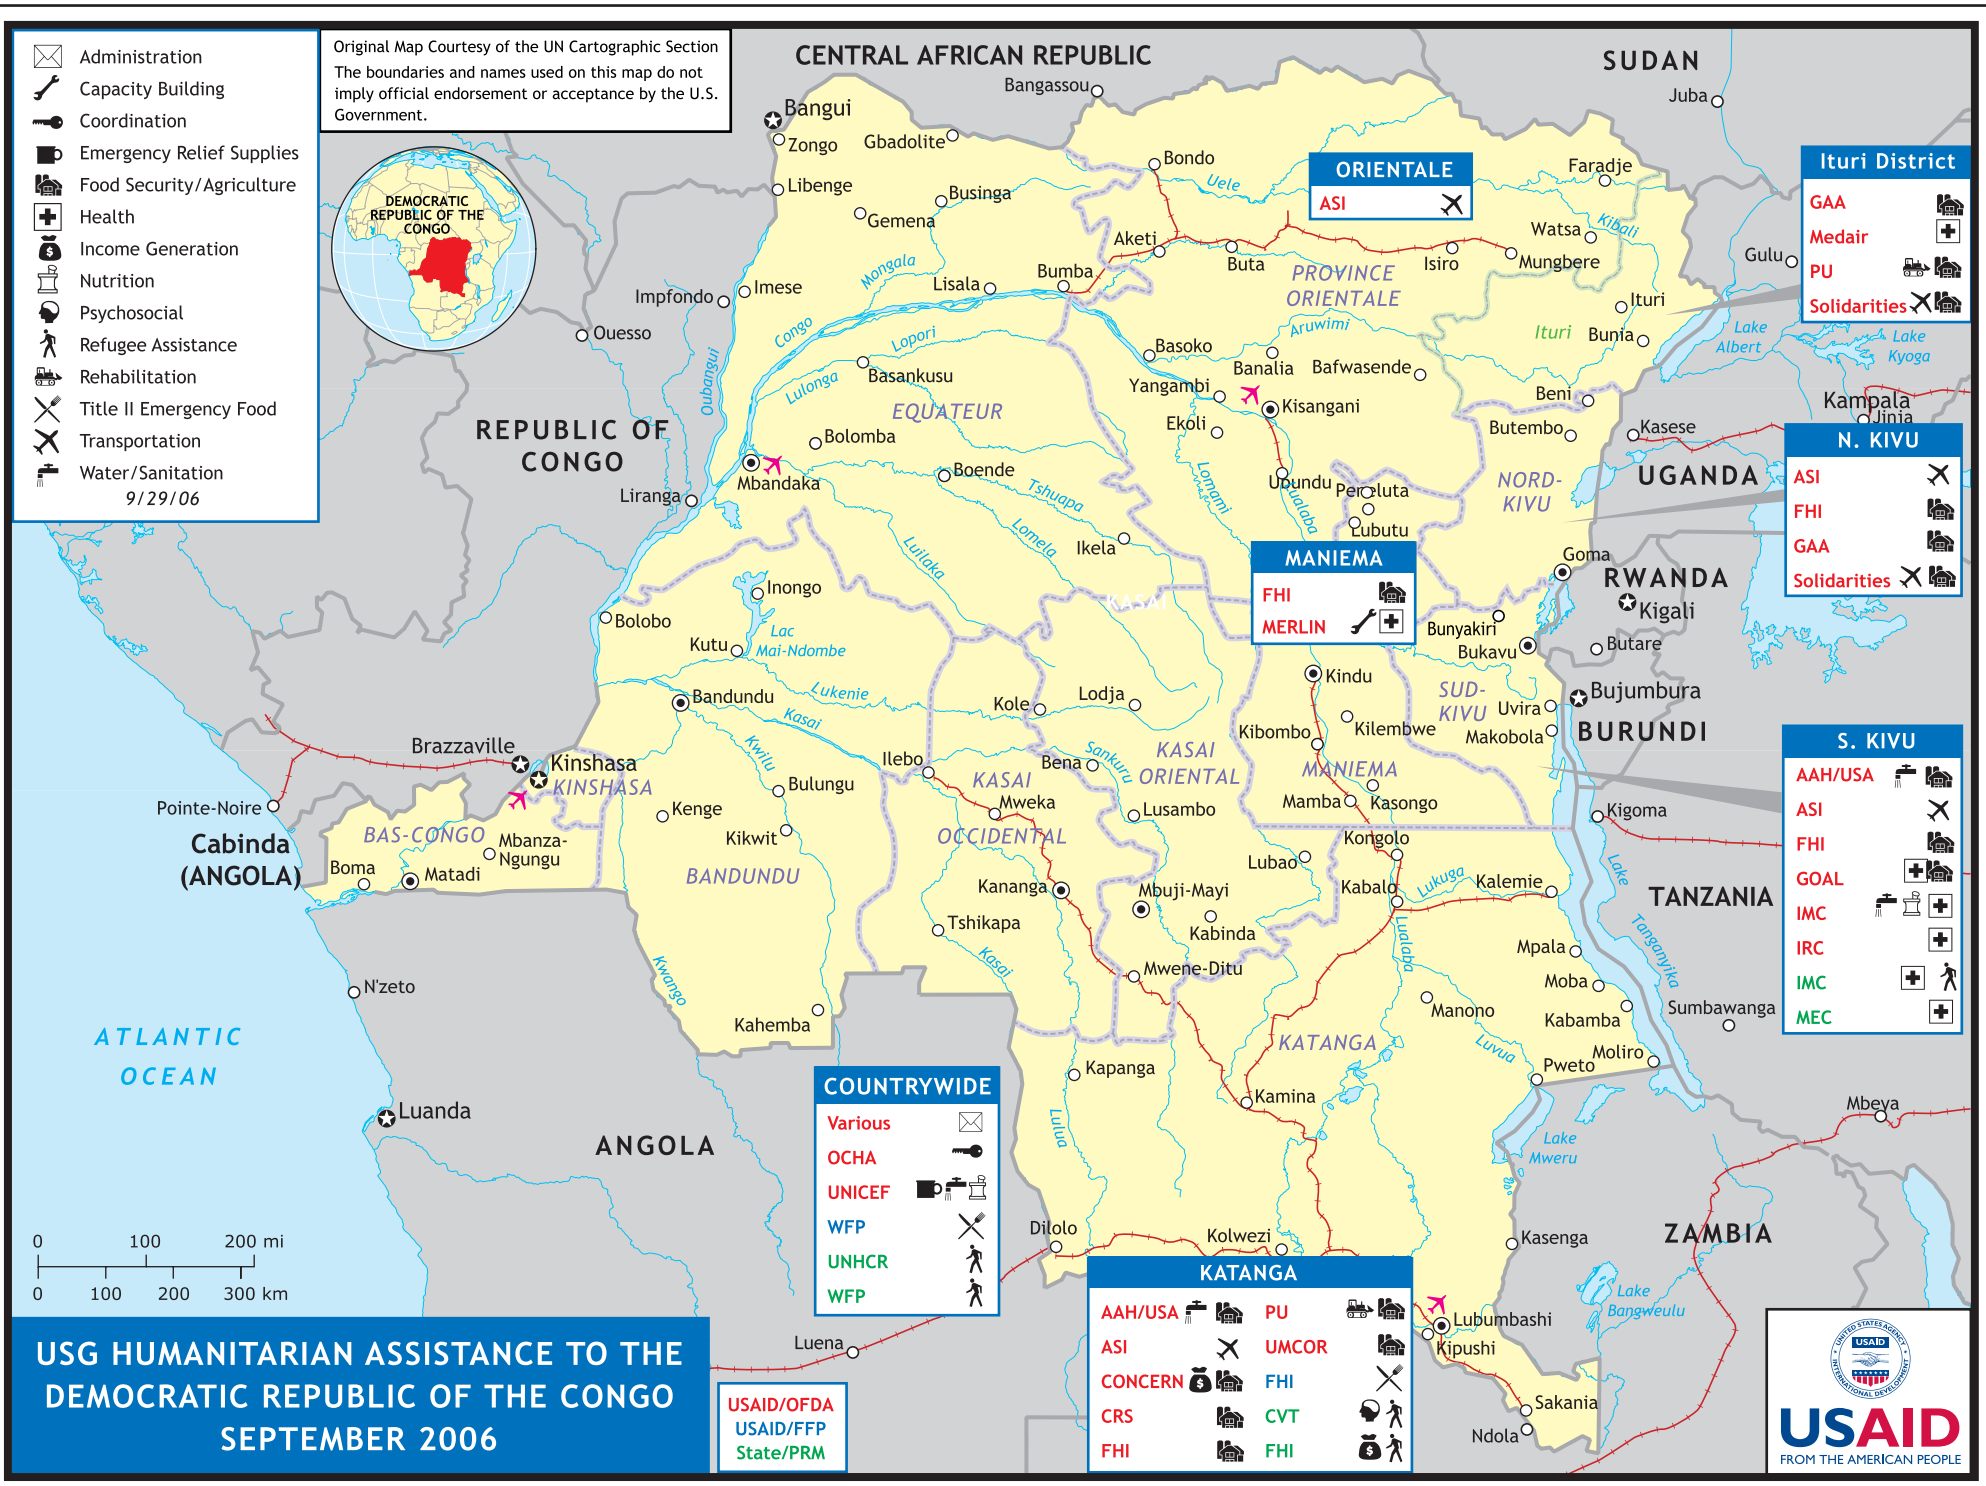 Administration
Capacity Building
Coordination
Emergency Relief Supplies
Food Security/Agriculture
Health
Income Generation
Nutrition
Psychosocial
Refugee Assistance
Rehabilitation
Title II Emergency Food
Transportation
Water/Sanitation
9/29/06
Original Map Courtesy of the UN Cartographic Section
The boundaries and names used on this map do not
imply official endorsement or acceptance by the U.S.
Government.
DEMOCRATIC
REPUBLIC OF THE
CONGO
CENTRAL AFRICAN REPUBLIC
SUDAN
Bangassou
Juba
Bangui
Zongo
Gbadolite
Bondo
Faradje
Libenge
Businga
Gemena
Uele
Kibali
Watsa
Aketi
Buta
Isiro
Mungbere
Gulu
Mongala
Lisala
Bumba
PROVINCE
ORIENTALE
Impfondo
Imese
Ituri
Ouesso
Congo
Lopori
Aruwimi
Ituri
Bunia
Lake
Albert
Lake
Kyoga
Oubangui
Basoko
Banalia
Bafwasende
Basankusu
Lulonga
Yangambi
Beni
Kampala
Jinja
EQUATEUR
Kisangani
REPUBLIC OF
CONGO
Bolomba
Ekoli
Butembo
Kasese
UGANDA
Mbandaka
Boende
Tshuapa
Lomami
Ubundu
Lualaba
Pereluta
Lubutu
NORD-
KIVU
Liranga
Lomela
Luilaka
Ikela
Goma
RWANDA
Kigali
Inongo
KASAI
Bolobo
Lac
Mai-Ndombe
Kutu
Bunyakiri
Bukavu
Butare
Bandundu
Lukenie
Kasai
Kole
Lodja
Kindu
SUD-
KIVU
Uvira
Bujumbura
BURUNDI
Makobola
Kibombo
Kilembwe
Brazzaville
Kinshasa
KINSHASA
Kwilu
Ilebo
Bena
Sankuru
KASAI
ORIENTAL
MANIEMA
Pointe-Noire
Bulungu
KASAI
OCCIDENTAL
Mweka
Lusambo
Mamba
Kasongo
Kigoma
Cabinda
(ANGOLA)
BAS-CONGO
Mbanza-
Ngungu
Kenge
Kikwit
Kongolo
Boma
Matadi
BANDUNDU
Kananga
Mbuji-Mayi
Lubao
Kabalo
Lukuga
Kalemie
Lake
Tanganyika
TANZANIA
Tshikapa
Kabinda
Lualaba
Mpala
Kwango
Kasai
Mwene-Ditu
Moba
N'zeto
Kahemba
Manono
Kabamba
Sumbawanga
ATLANTIC
OCEAN
KATANGA
Luvua
Moliro
Kapanga
Pweto
Luanda
Kamina
Mbeya
ANGOLA
Lulua
Lake
Mweru
Dilolo
Kolwezi
Kasenga
ZAMBIA
Lake
Bangweulu
Lubumbashi
Kipushi
Luena
Sakania
Ndola
ORIENTALE
ASI
Ituri District
GAA
Medair
PU
Solidarities
N. KIVU
ASI
FHI
GAA
Solidarities
MANIEMA
FHI
MERLIN
S. KIVU
AAH/USA
ASI
FHI
GOAL
IMC
IRC
IMC
MEC
COUNTRYWIDE
Various
OCHA
UNICEF
WFP
UNHCR
WFP
KATANGA
AAH/USA
PU
ASI
UMCOR
CONCERN
FHI
CRS
CVT
FHI
FHI
0 100 200 mi
0 100 200 300 km
USG HUMANITARIAN ASSISTANCE TO THE
DEMOCRATIC REPUBLIC OF THE CONGO
SEPTEMBER 2006
USAID/OFDA
USAID/FFP
State/PRM
UNITED STATES AGENCY
USAID
INTERNATIONAL DEVELOPMENT
USAID
FROM THE AMERICAN PEOPLE